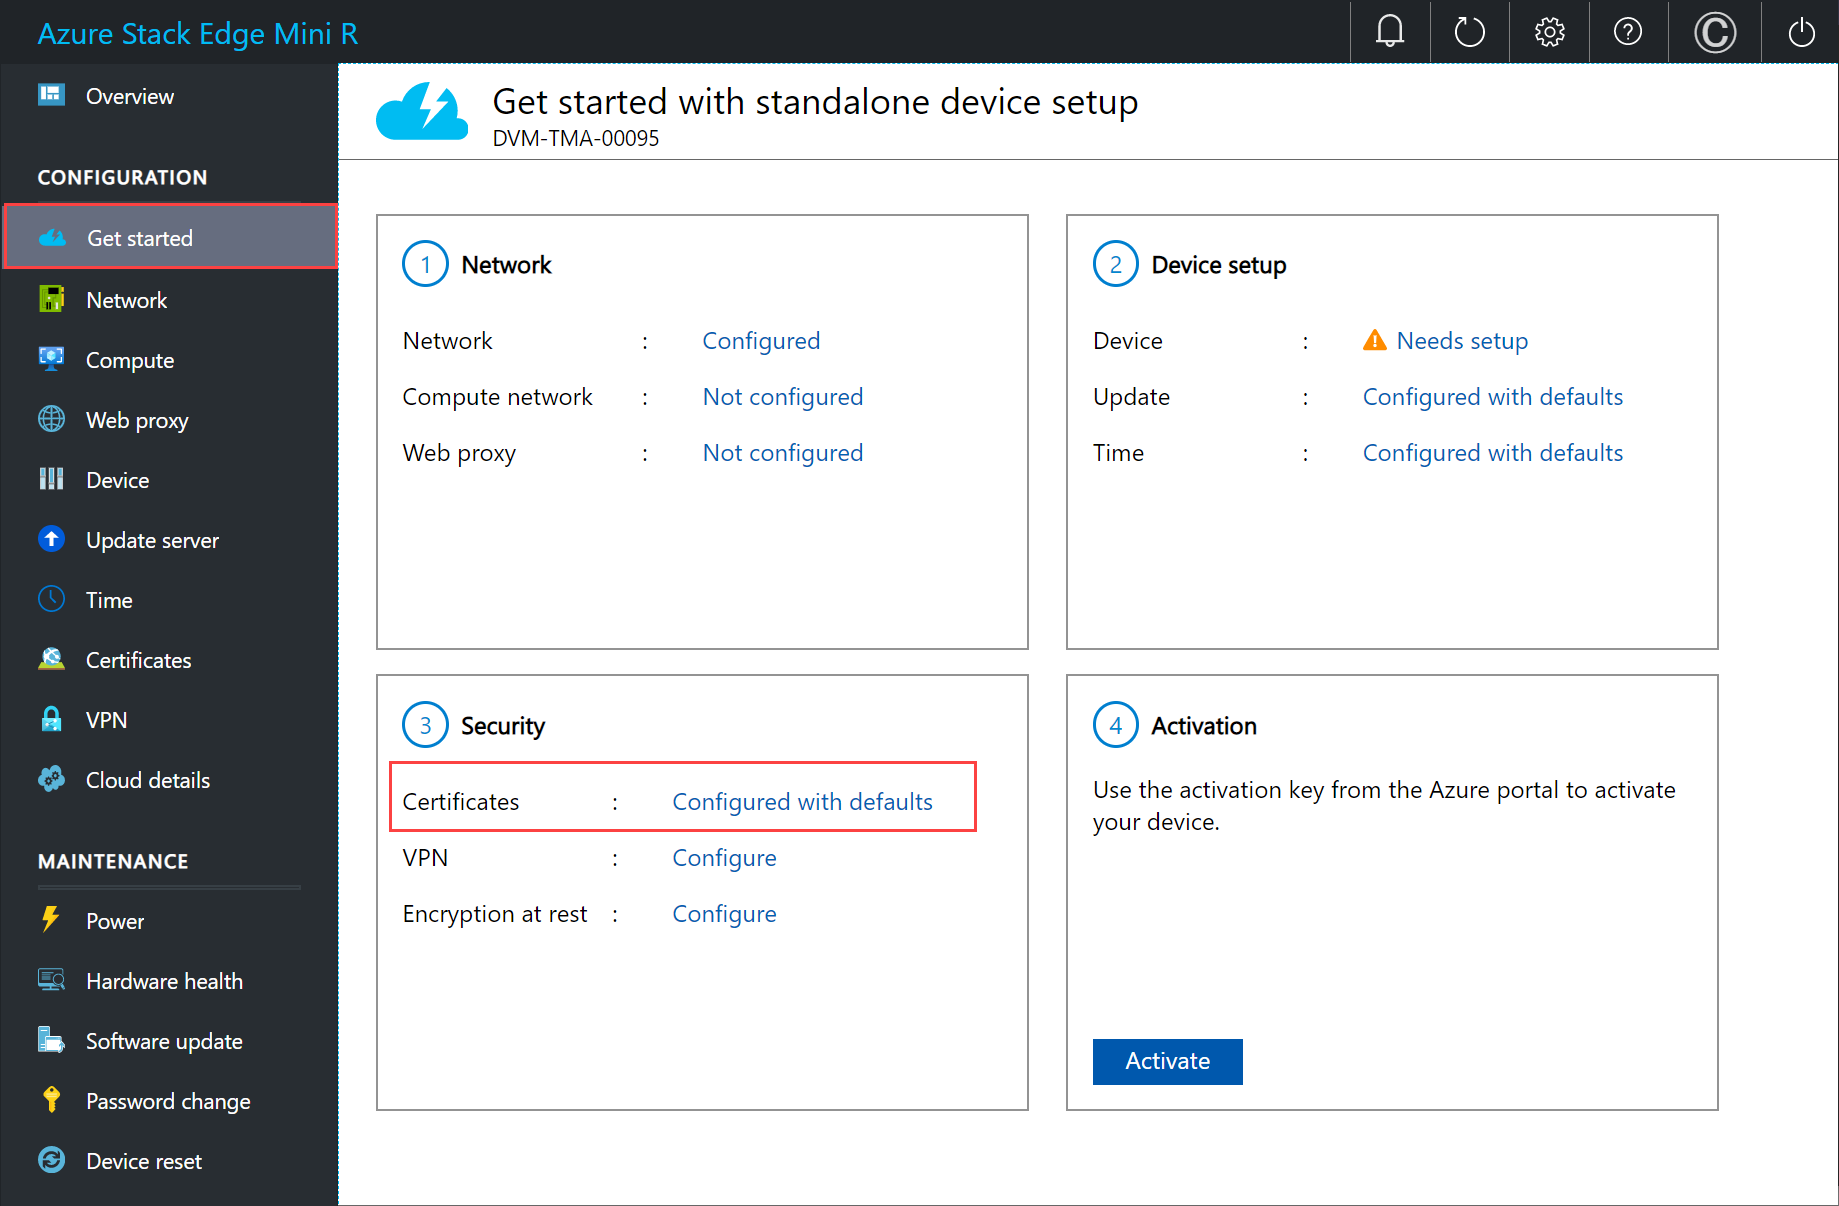 Azure Stack Edge Mini R
©
Overview
CONFIGURATION
Get started
Network
Compute
Web proxy
Device
Update server
Time
Certificates
VPN
Cloud details
MAINTENANCE
Power
Hardware health
Software update
Password change
Device reset
Get started with standalone device setup
DVM-TMA-00095
1 Network
Network : Configured
Compute network : Not configured
Web proxy : Not configured
2 Device setup
Device : Needs setup
Update : Configured with defaults
Time : Configured with defaults
3 Security
Certificates : Configured with defaults
VPN : Configure
Encryption at rest : Configure
4 Activation
Use the activation key from the Azure portal to activate
your device.
Activate